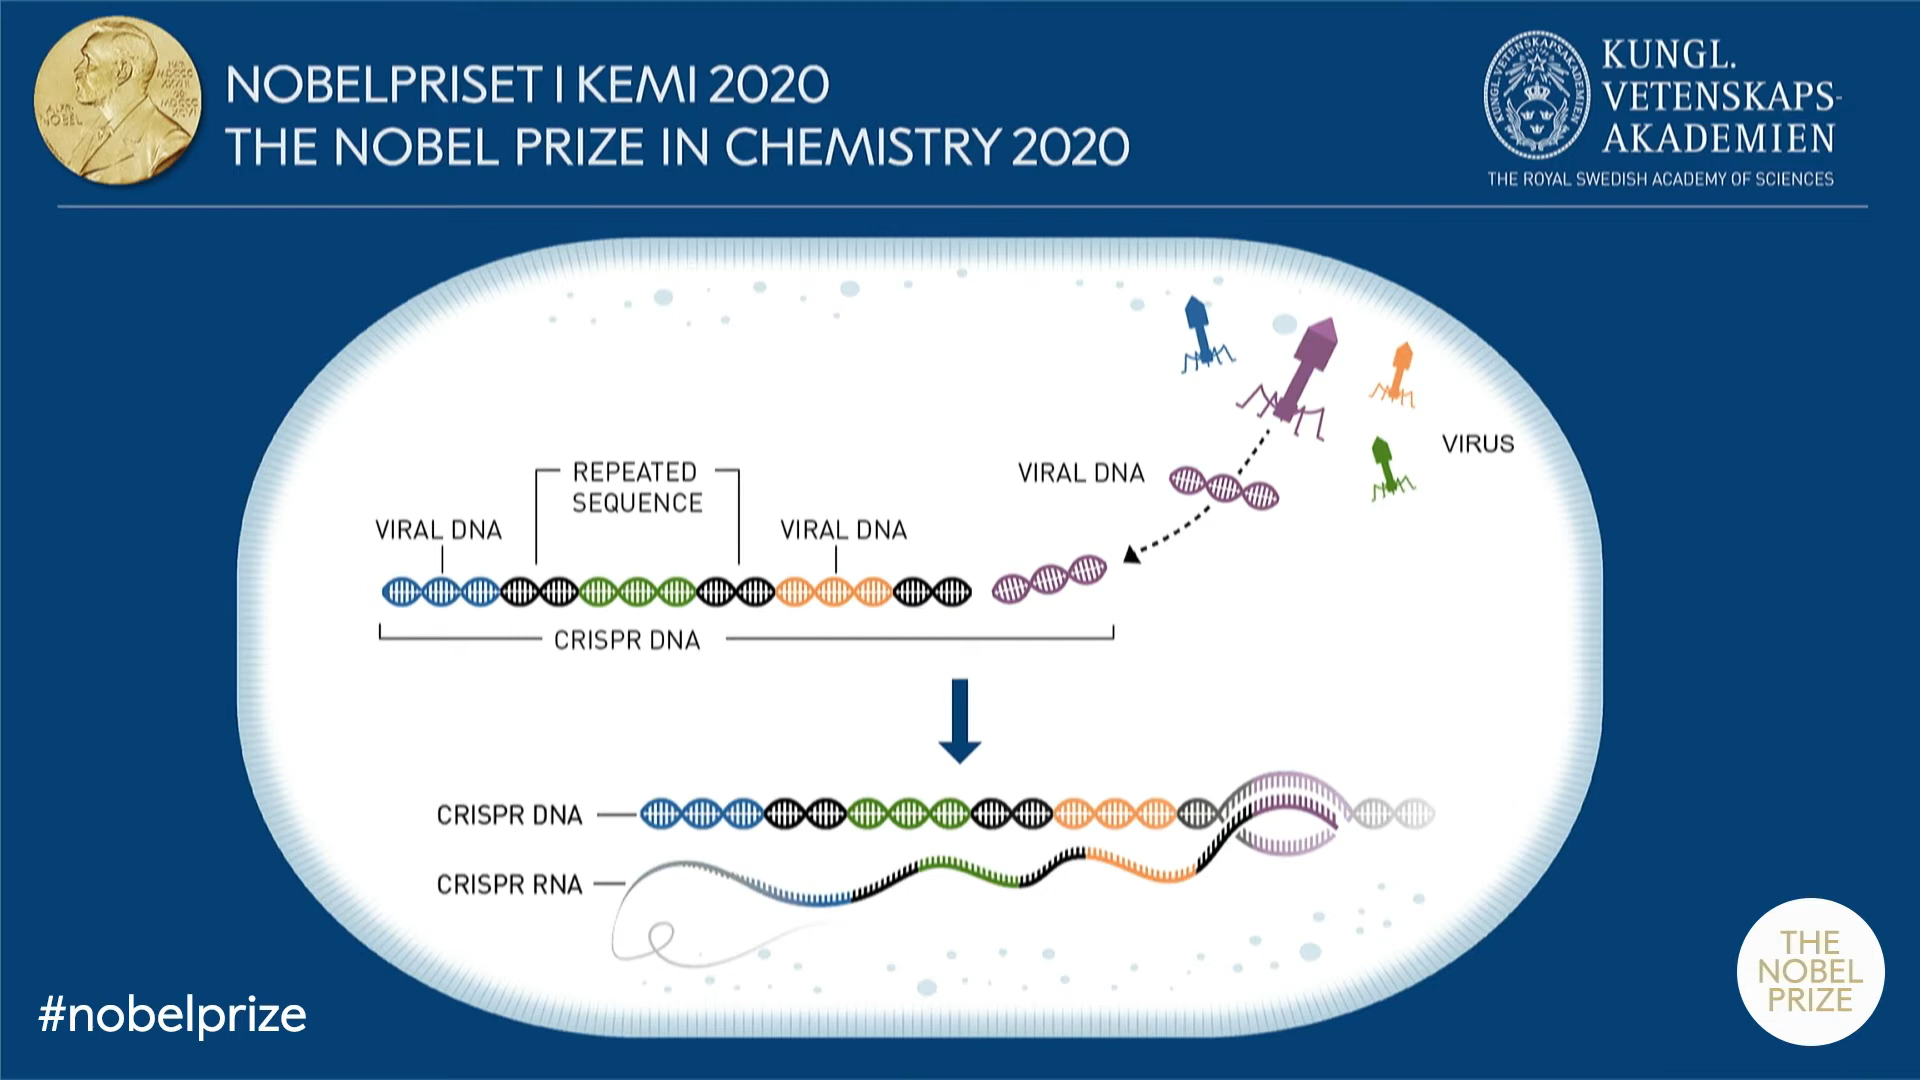 NOBELPRISET I KEMI 2020
THE NOBEL PRIZE IN CHEMISTRY 2020
KUNGL.
VETENSKAPS-
AKADEMIEN
THE ROYAL SWEDISH ACADEMY OF SCIENCES
VIRUS
VIRAL DNA
REPEATED
SEQUENCE
VIRAL DNA
VIRAL DNA
CRISPR DNA
CRISPR DNA
CRISPR RNA
THE
NOBEL
PRIZE
#nobelprize